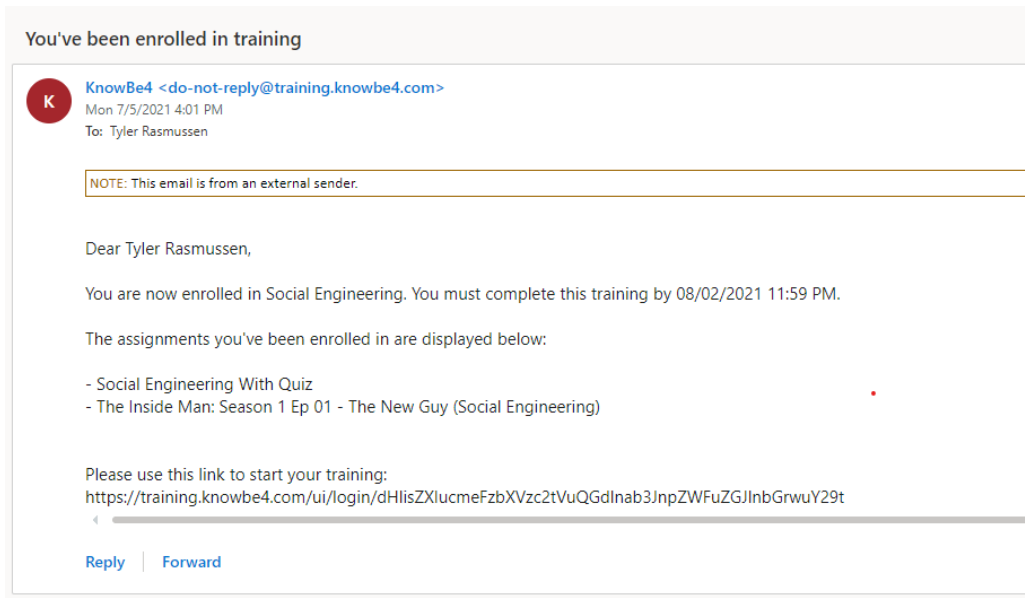 You've been enrolled in training
K
KnowBe4 <do-not-reply@training.knowbe4.com>
Mon 7/5/2021 4:01 PM
To: Tyler Rasmussen
NOTE: This email is from an external sender.
Dear Tyler Rasmussen,
You are now enrolled in Social Engineering. You must complete this training by 08/02/2021 11:59 PM.
The assignments you've been enrolled in are displayed below:
- Social Engineering With Quiz
- The Inside Man: Season 1 Ep 01 - The New Guy (Social Engineering)
Please use this link to start your training:
https://training.knowbe4.com/ui/login/dHlisZXlucmeFzbXVzc2tVuQGdlnab3JnpZWFuZGJlnbGrwuY29t
Reply
Forward